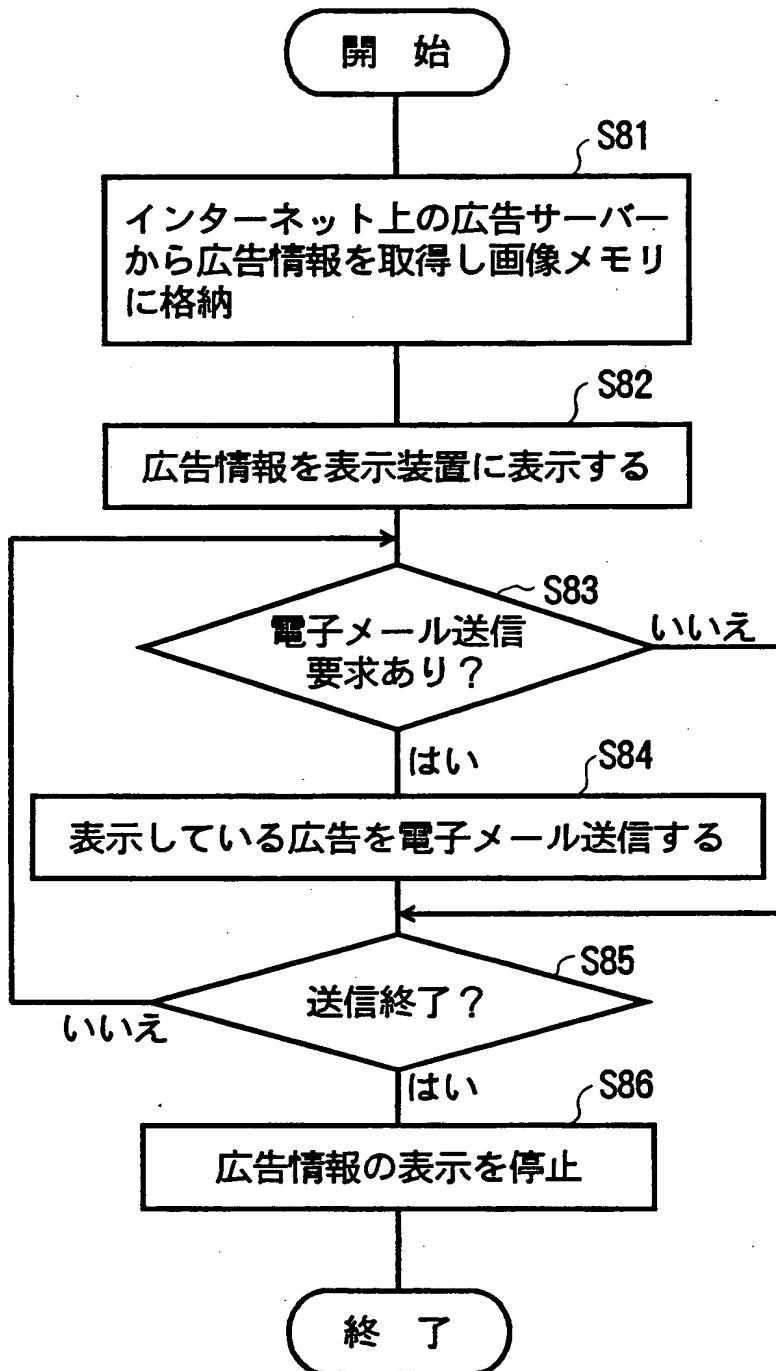 開 始
S81
インターネット上の広告サーバー
から広告情報を取得し画像メモリ
に格納
S82
広告情報を表示装置に表示する
S83
電子メール送信
要求あり?
いいえ
はい
S84
表示している広告を電子メール送信する
S85
送信終了?
いいえ
はい
S86
広告情報の表示を停止
終 了